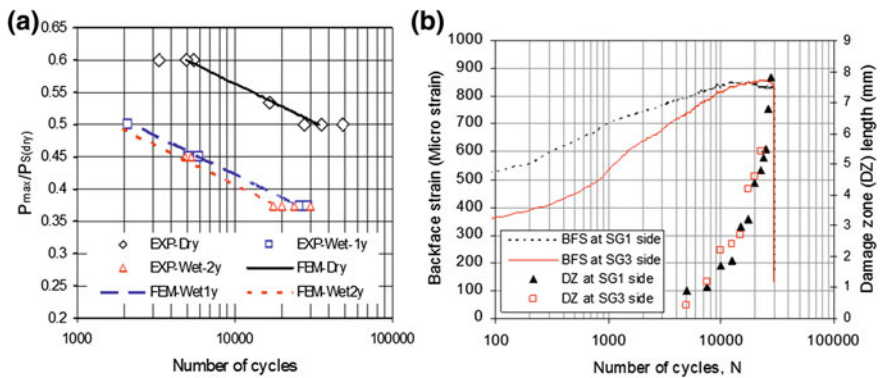 (a)
0.65
0.6
0.55
0.5
0.45
0.4
0.35
0.3
0.25
0.2
Pmax/PS(dry)
EXP-Dry
EXP-Wet-1y
EXP-Wet-2y
FEM-Dry
FEM-Wet1y
FEM-Wet2y
1000
10000
100000
Number of cycles
(b)
1000
900
800
700
600
500
400
300
200
100
0
Backface strain (Micro strain)
BFS at SG1 side
BFS at SG3 side
DZ at SG1 side
DZ at SG3 side
9
8
7
6
5
4
3
2
1
0
Damage zone (DZ) length (mm)
100
1000
10000
100000
Number of cycles, N